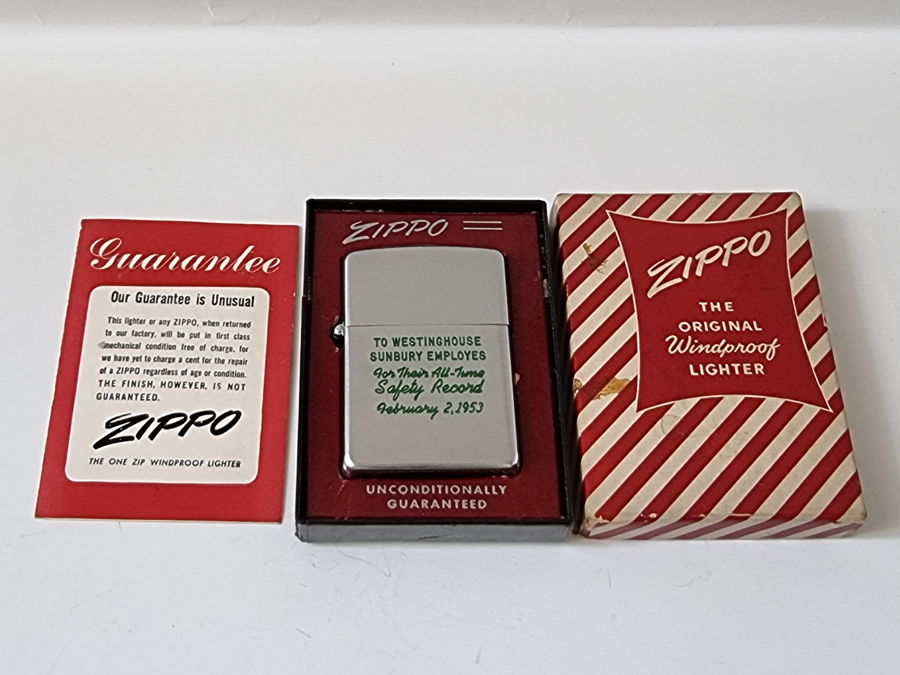 Guarantee
Our Guarantee is Unusual
This lighter or any ZIPPO, when returned
to our factory, will be put in first class
mechanical condition free of charge, for
we have yet to charge a cent for the repair
of a ZIPPO regardless of age or condition.
THE FINISH, HOWEVER, IS NOT
GUARANTEED.
ZIPPO
THE ONE ZIP WINDPROOF LIGHTER
ZIPPO
TO WESTINGHOUSE
SUNBURY EMPLOYES
For Their All-Time
Safety Record
February 2, 1953
UNCONDITIONALLY
GUARANTEED
ZIPPO
THE
ORIGINAL
Windproof
LIGHTER